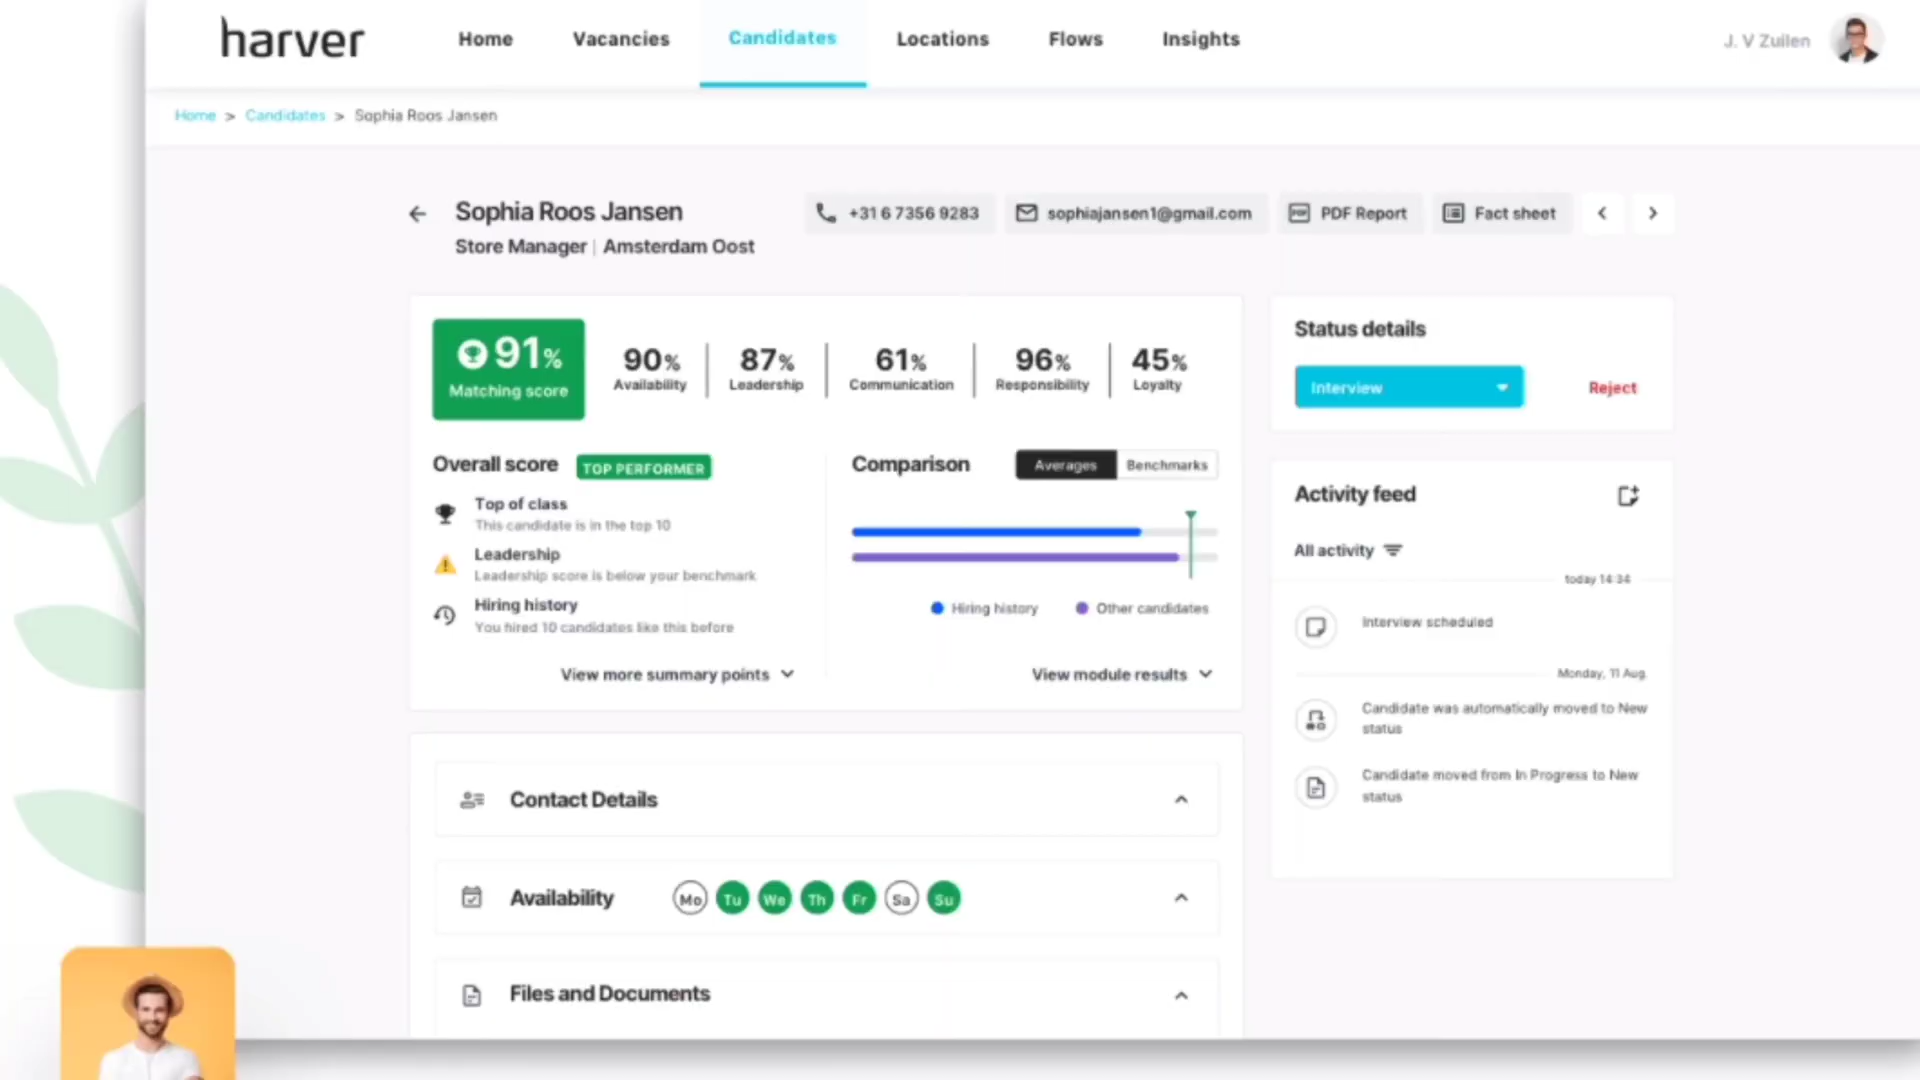 harver
Home
Vacancies
Candidates
Locations
Flows
Insights
J. V Zuilen
Home > Candidates > Sophia Roos Jansen
Sophia Roos Jansen
Store Manager | Amsterdam Oost
+31 6 7356 9283
sophiajansen1@gmail.com
PDF Report
Fact sheet
91%
Matching score
90%
Availability
87%
Leadership
61%
Communication
96%
Responsibility
45%
Loyalty
Overall score
TOP PERFORMER
Top of class
This candidate is in the top 10
Leadership
Leadership score is below your benchmark
Hiring history
You hired 10 candidates like this before
View more summary points
Comparison
Averages
Benchmarks
Hiring history
Other candidates
View module results
Status details
Interview
Reject
Activity feed
All activity
today 14:34
Interview scheduled
Monday, 11 Aug.
Candidate was automatically moved to New
status
Candidate moved from In Progress to New
status
Contact Details
Availability
Mo Tu We Th Fr Sa Su
Files and Documents